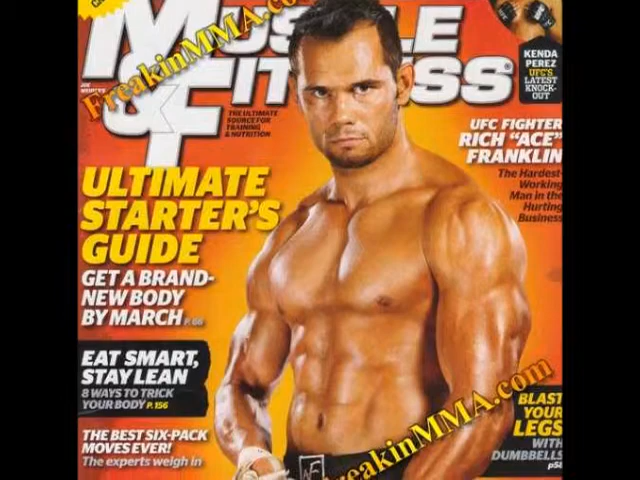 MUSCLE
& FITNESS
FreakinMMA.com
THE ULTIMATE
SOURCE FOR
TRAINING
& NUTRITION
KENDA
PEREZ
UFC'S
LATEST
KNOCK-
OUT
UFC FIGHTER
RICH "ACE"
FRANKLIN
The Hardest-
Working
Man in the
Hurting
Business
ULTIMATE
STARTER'S
GUIDE
GET A BRAND-
NEW BODY
BY MARCH P. 66
EAT SMART,
STAY LEAN
8 WAYS TO TRICK
YOUR BODY P. 156
THE BEST SIX-PACK
MOVES EVER!
The experts weigh in
BLAST
YOUR
LEGS
WITH
DUMBBELLS
FreakinMMA.com